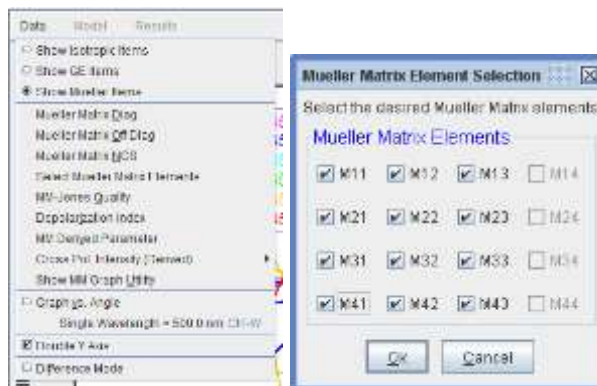 Data Model Results
Show Isotropic Items
Show GE Items
Show Mueller Items
Mueller Matrix Diag
Mueller Matrix Off Diag
Mueller Matrix NCS
Select Mueller Matrix Elements
MM-Jones Quality
Depolarization Index
MM Derived Parameter
Cross Pol Intensity (Derived)
Show MM Graph Utility
Graph vs. Angle
Single Wavelength = 500.0 nm Ctrl-W
Double Y Axis
Difference Mode
Mueller Matrix Element Selection
Select the desired Mueller Matrix elements
Mueller Matrix Elements
M11 M12 M13 M14
M21 M22 M23 M24
M31 M32 M33 M34
M41 M42 M43 M44
Ok Cancel